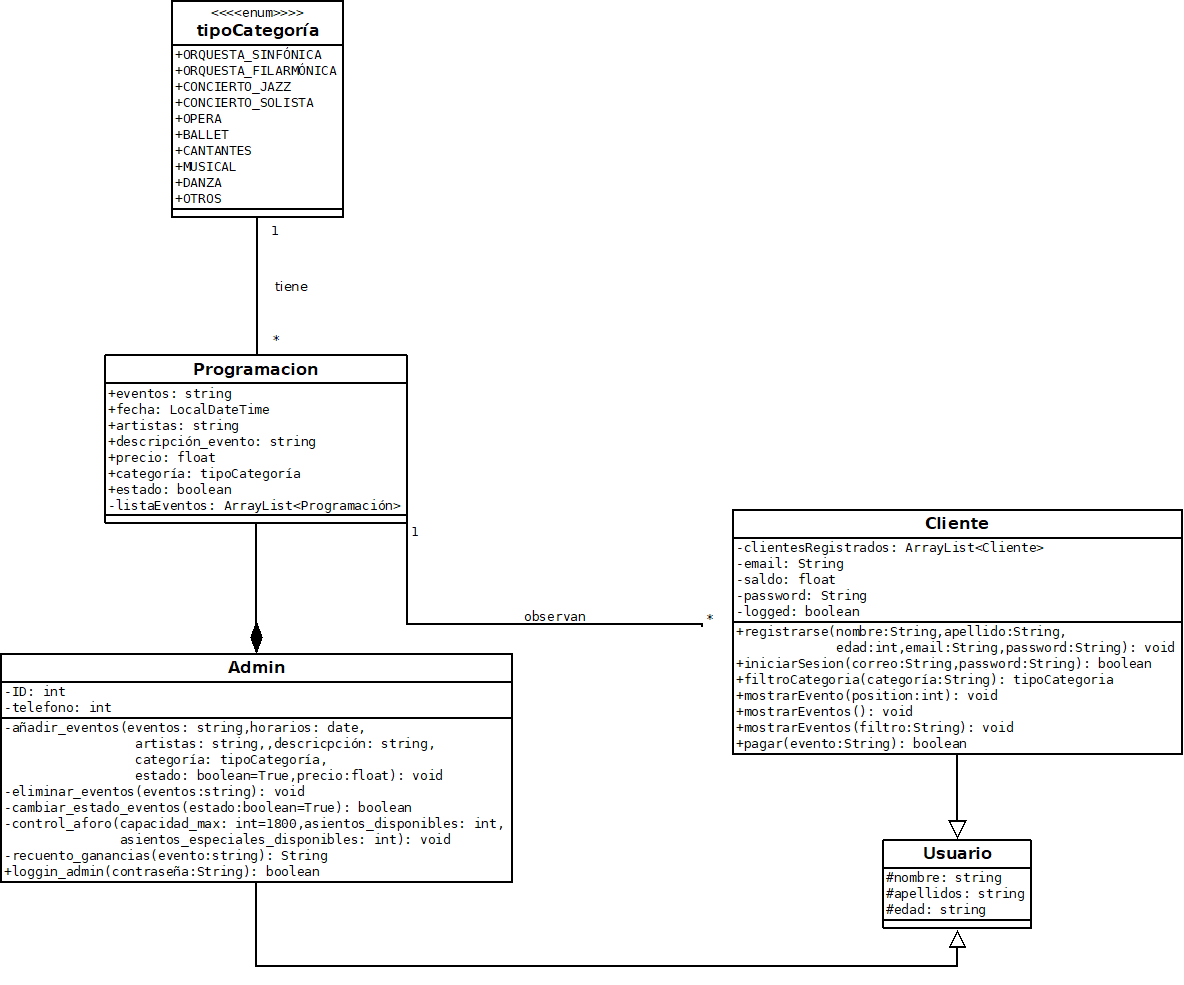 <<<<enum>>>>
tipoCategoría
+ORQUESTA_SINFÓNICA
+ORQUESTA_FILARMÓNICA
+CONCIERTO_JAZZ
+CONCIERTO_SOLISTA
+OPERA
+BALLET
+CANTANTES
+MUSICAL
+DANZA
+OTROS
1
tiene
*
Programacion
+eventos: string
+fecha: LocalDateTime
+artistas: string
+descripción_evento: string
+precio: float
+categoría: tipoCategoría
+estado: boolean
-listaEventos: ArrayList<Programación>
1
observan
*
Cliente
-clientesRegistrados: ArrayList<Cliente>
-email: String
-saldo: float
-password: String
-logged: boolean
+registrarse(nombre:String,apellido:String,
edad:int,email:String,password:String): void
+iniciarSesion(correo:String,password:String): boolean
+filtroCategoria(categoría:String): tipoCategoria
+mostrarEvento(position:int): void
+mostrarEventos(): void
+mostrarEventos(filtro:String): void
+pagar(evento:String): boolean
Admin
-ID: int
-telefono: int
-añadir_eventos(eventos: string,horarios: date,
artistas: string,,descricpción: string,
categoría: tipoCategoría,
estado: boolean=True,precio:float): void
-eliminar_eventos(eventos:string): void
-cambiar_estado_eventos(estado:boolean=True): boolean
-control_aforo(capacidad_max: int=1800,asientos_disponibles: int,
asientos_especiales_disponibles: int): void
-recuento_ganancias(evento:string): String
+loggin_admin(contraseña:String): boolean
Usuario
#nombre: string
#apellidos: string
#edad: string